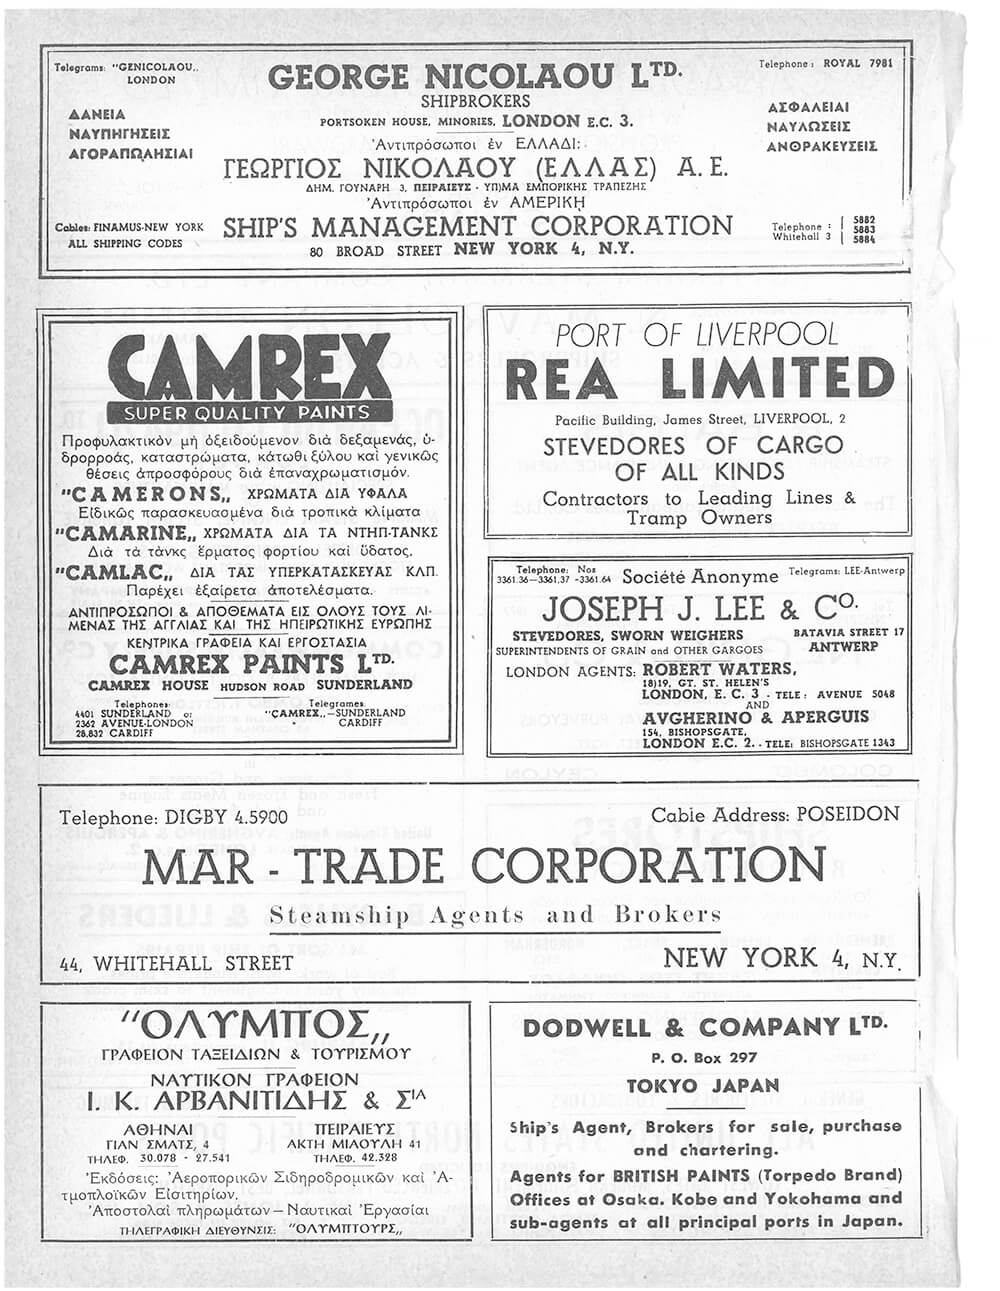 Telegrams: "GENICOLAOU„
LONDON
GEORGE NICOLAOU LTD.
SHIPBROKERS
PORTSOKEN HOUSE, MINORIES, LONDON E.C. 3.
Telephone: ROYAL 7981
ΔΑΝΕΙΑ
ΝΑΥΠΗΓΗΣΕΙΣ
ΑΓΟΡΑΠΩΛΗΣΙΑΙ
ΑΣΦΑΛΕΙΑΙ
ΝΑΥΛΩΣΕΙΣ
ΑΝΘΡΑΚΕΥΣΕΙΣ
Ἀντιπρόσωποι ἐν ΕΛΛΑΔΙ:
ΓΕΩΡΓΙΟΣ ΝΙΚΟΛΑΟΥ (ΕΛΛΑΣ) Α. Ε.
ΔΗΜ. ΓΟΥΝΑΡΗ 3, ΠΕΙΡΑΙΕΥΣ - ΥΠ)ΜΑ ΕΜΠΟΡΙΚΗΣ ΤΡΑΠΕΖΗΣ
Ἀντιπρόσωποι ἐν ΑΜΕΡΙΚΗ
Cables: FINAMUS-NEW YORK
ALL SHIPPING CODES
SHIP'S MANAGEMENT CORPORATION
80 BROAD STREET NEW YORK 4, N.Y.
Telephone :
Whitehall 3
5882
5883
5884
CAMREX
SUPER QUALITY PAINTS
Προφυλακτικὸν μὴ ὀξειδούμενον διὰ δεξαμενάς, ὑ-
δρορροάς, καταστρώματα, κάτωθι ξύλου καὶ γενικῶς
θέσεις ἀπροσφόρους διὰ ἐπαναχρωματισμόν.
"CAMERONS„ ΧΡΩΜΑΤΑ ΔΙΑ ΥΦΑΛΑ
Εἰδικῶς παρασκευασμένα διὰ τροπικὰ κλίματα
"CAMARINE„ ΧΡΩΜΑΤΑ ΔΙΑ ΤΑ ΝΤΗΠ-ΤΑΝΚΣ
Διὰ τὰ τὰνκς ἕρματος φορτίου καὶ ὕδατος.
"CAMLAC„ ΔΙΑ ΤΑΣ ΥΠΕΡΚΑΤΑΣΚΕΥΑΣ ΚΛΠ.
Παρέχει ἐξαίρετα ἀποτελέσματα.
ΑΝΤΙΠΡΟΣΩΠΟΙ & ΑΠΟΘΕΜΑΤΑ ΕΙΣ ΟΛΟΥΣ ΤΟΥΣ ΛΙ-
ΜΕΝΑΣ ΤΗΣ ΑΓΓΛΙΑΣ ΚΑΙ ΤΗΣ ΗΠΕΙΡΩΤΙΚΗΣ ΕΥΡΩΠΗΣ
ΚΕΝΤΡΙΚΑ ΓΡΑΦΕΙΑ ΚΑΙ ΕΡΓΟΣΤΑΣΙΑ
CAMREX PAINTS LTD.
CAMREX HOUSE HUDSON ROAD SUNDERLAND
Telephones
4401 SUNDERLAND or
2362 AVENUE-LONDON
28,832 CARDIFF
Telegrames
"CAMREX„-SUNDERLAND
CARDIFF
PORT OF LIVERPOOL
REA LIMITED
Pacific Building, James Street, LIVERPOOL, 2
STEVEDORES OF CARGO
OF ALL KINDS
Contractors to Leading Lines &
Tramp Owners
Telephone: Nos
3361.36-3361,37 -3361.64
Société Anonyme
Telegrams: LEE-Antwerp
JOSEPH J. LEE & CO.
STEVEDORES, SWORN WEIGHERS
SUPERINTENDENTS OF GRAIN and OTHER GARGOES
BATAVIA STREET 17
ANTWERP
LONDON AGENTS: ROBERT WATERS,
18)19, GT. ST. HELEN'S
LONDON, E.C. 3 - TELE: AVENUE 5048
AND
AVGHERINO & APERGUIS
154, BISHOPSGATE,
LONDON E.C. 2. - TELE: BISHOPSGATE 1343
Telephone: DIGBY 4.5900
Cable Address: POSEIDON
MAR - TRADE CORPORATION
Steamship Agents and Brokers
44, WHITEHALL STREET
NEW YORK 4, N.Y.
"ΟΛΥΜΠΟΣ„
ΓΡΑΦΕΙΟΝ ΤΑΞΕΙΔΙΩΝ & ΤΟΥΡΙΣΜΟΥ
ΝΑΥΤΙΚΟΝ ΓΡΑΦΕΙΟΝ
Ι. Κ. ΑΡΒΑΝΙΤΙΔΗΣ & ΣΙΑ
ΑΘΗΝΑΙ
ΓΙΑΝ ΣΜΑΤΣ, 4
ΤΗΛΕΦ. 30.078 - 27.541
ΠΕΙΡΑΙΕΥΣ
ΑΚΤΗ ΜΙΑΟΥΛΗ 41
ΤΗΛΕΦ. 42.328
Ἐκδόσεις: Ἀεροπορικῶν Σιδηροδρομικῶν καὶ Ἀ-
τμοπλοϊκῶν Εἰσιτηρίων.
Ἀποστολαὶ πληρωμάτων – Ναυτικαὶ Ἐργασίαι
ΤΗΛΕΓΡΑΦΙΚΗ ΔΙΕΥΘΥΝΣΙΣ: "ΟΛΥΜΠΤΟΥΡΣ„
DODWELL & COMPANY LTD.
P. O. Box 297
TOKYO JAPAN
Ship's Agent, Brokers for sale, purchase
and chartering.
Agents for BRITISH PAINTS (Torpedo Brand)
Offices at Osaka, Kobe and Yokohama and
sub-agents at all principal ports in Japan.